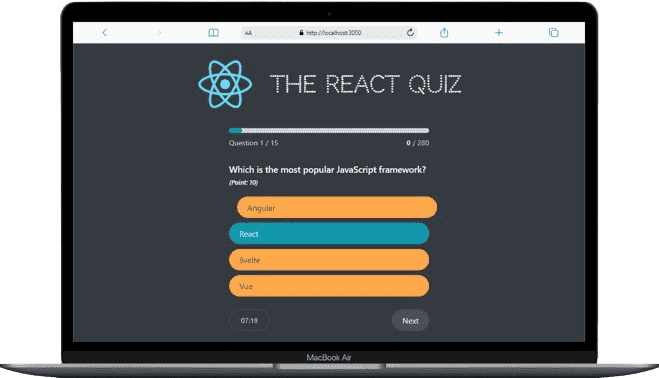 AA http://localhost:3000
THE REACT QUIZ
Question 1 / 15 0 / 280
Which is the most popular JavaScript framework?
(Point: 10)
Angular
React
Svelte
Vue
07:18 Next
MacBook Air